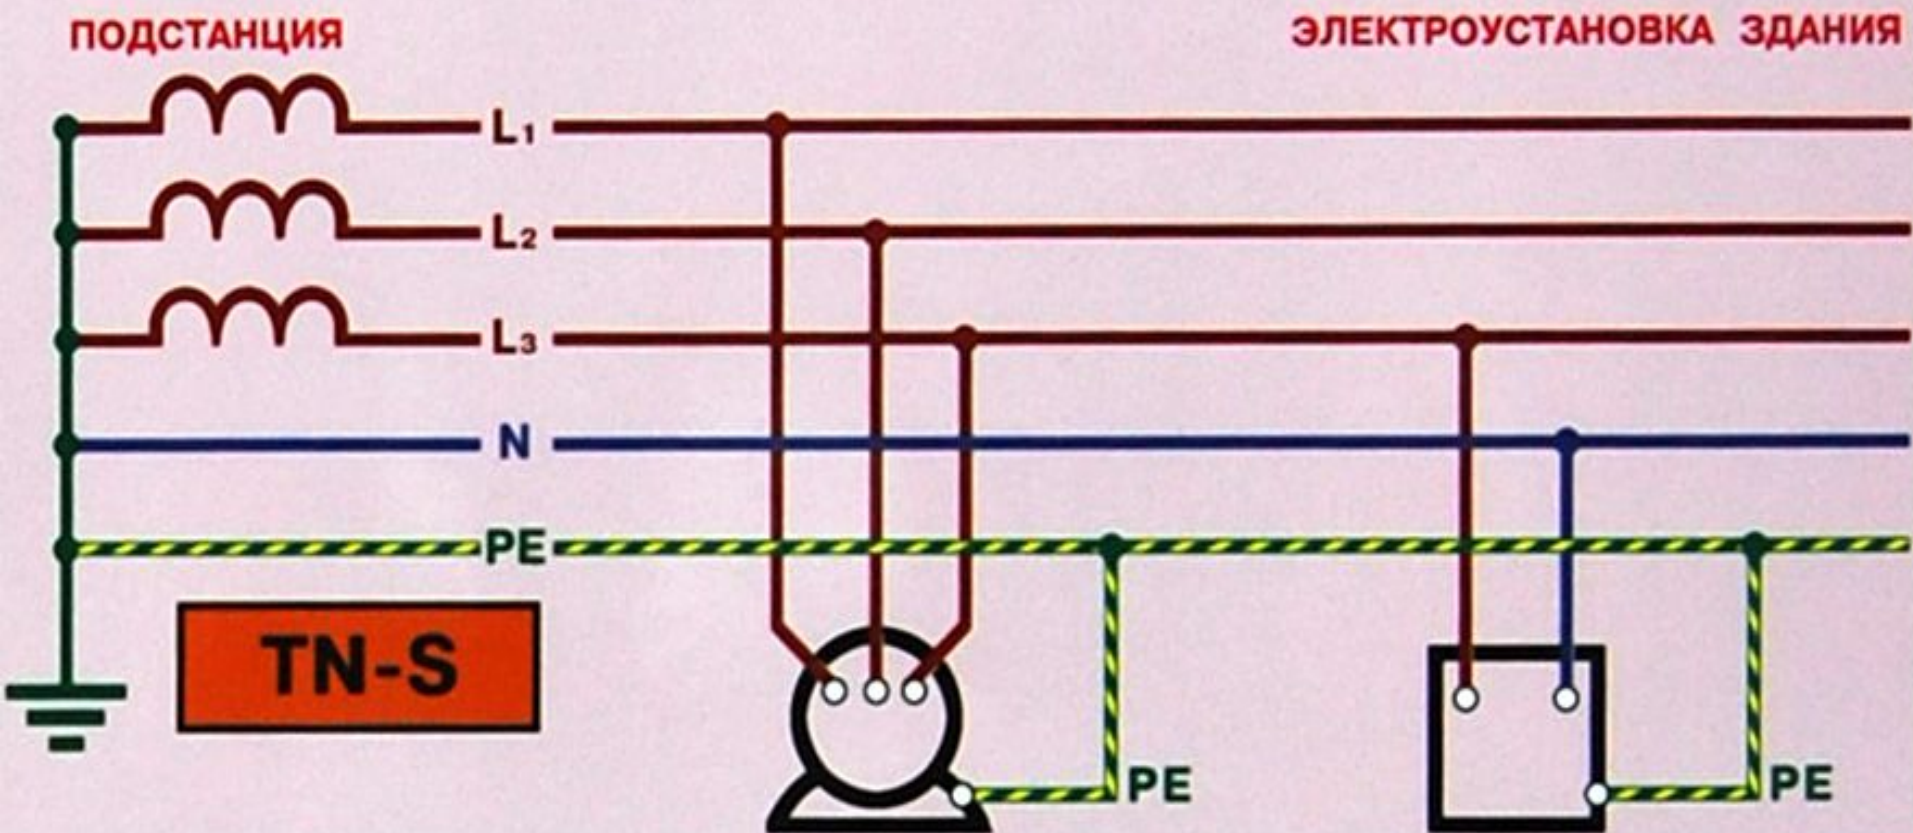 ПОДСТАНЦИЯ
ЭЛЕКТРОУСТАНОВКА ЗДАНИЯ
L1
L2
L3
N
PE
TN-S
PE
PE